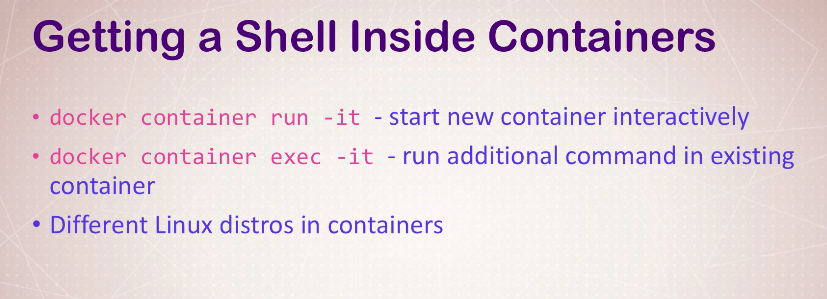 Getting a Shell Inside Containers
• docker container run -it - start new container interactively
• docker container exec -it - run additional command in existing
container
• Different Linux distros in containers